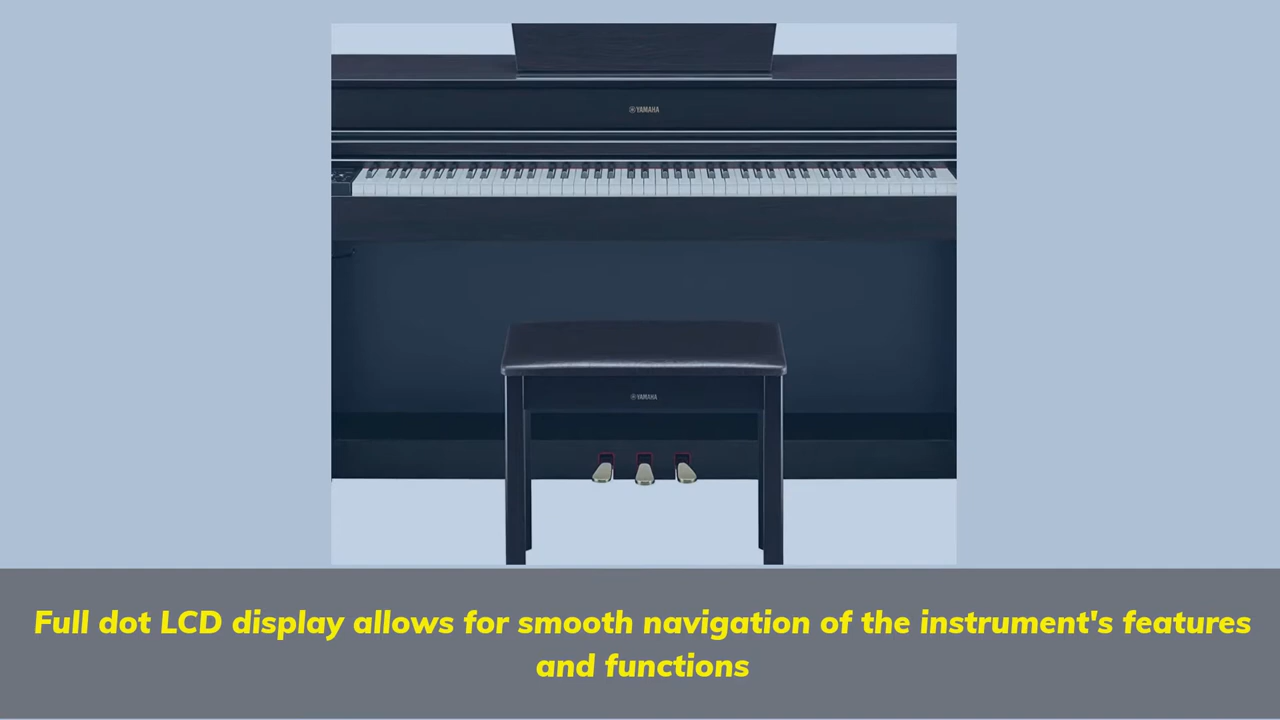 YAMAHA
YAMAHA
Full dot LCD display allows for smooth navigation of the instrument's features
and functions